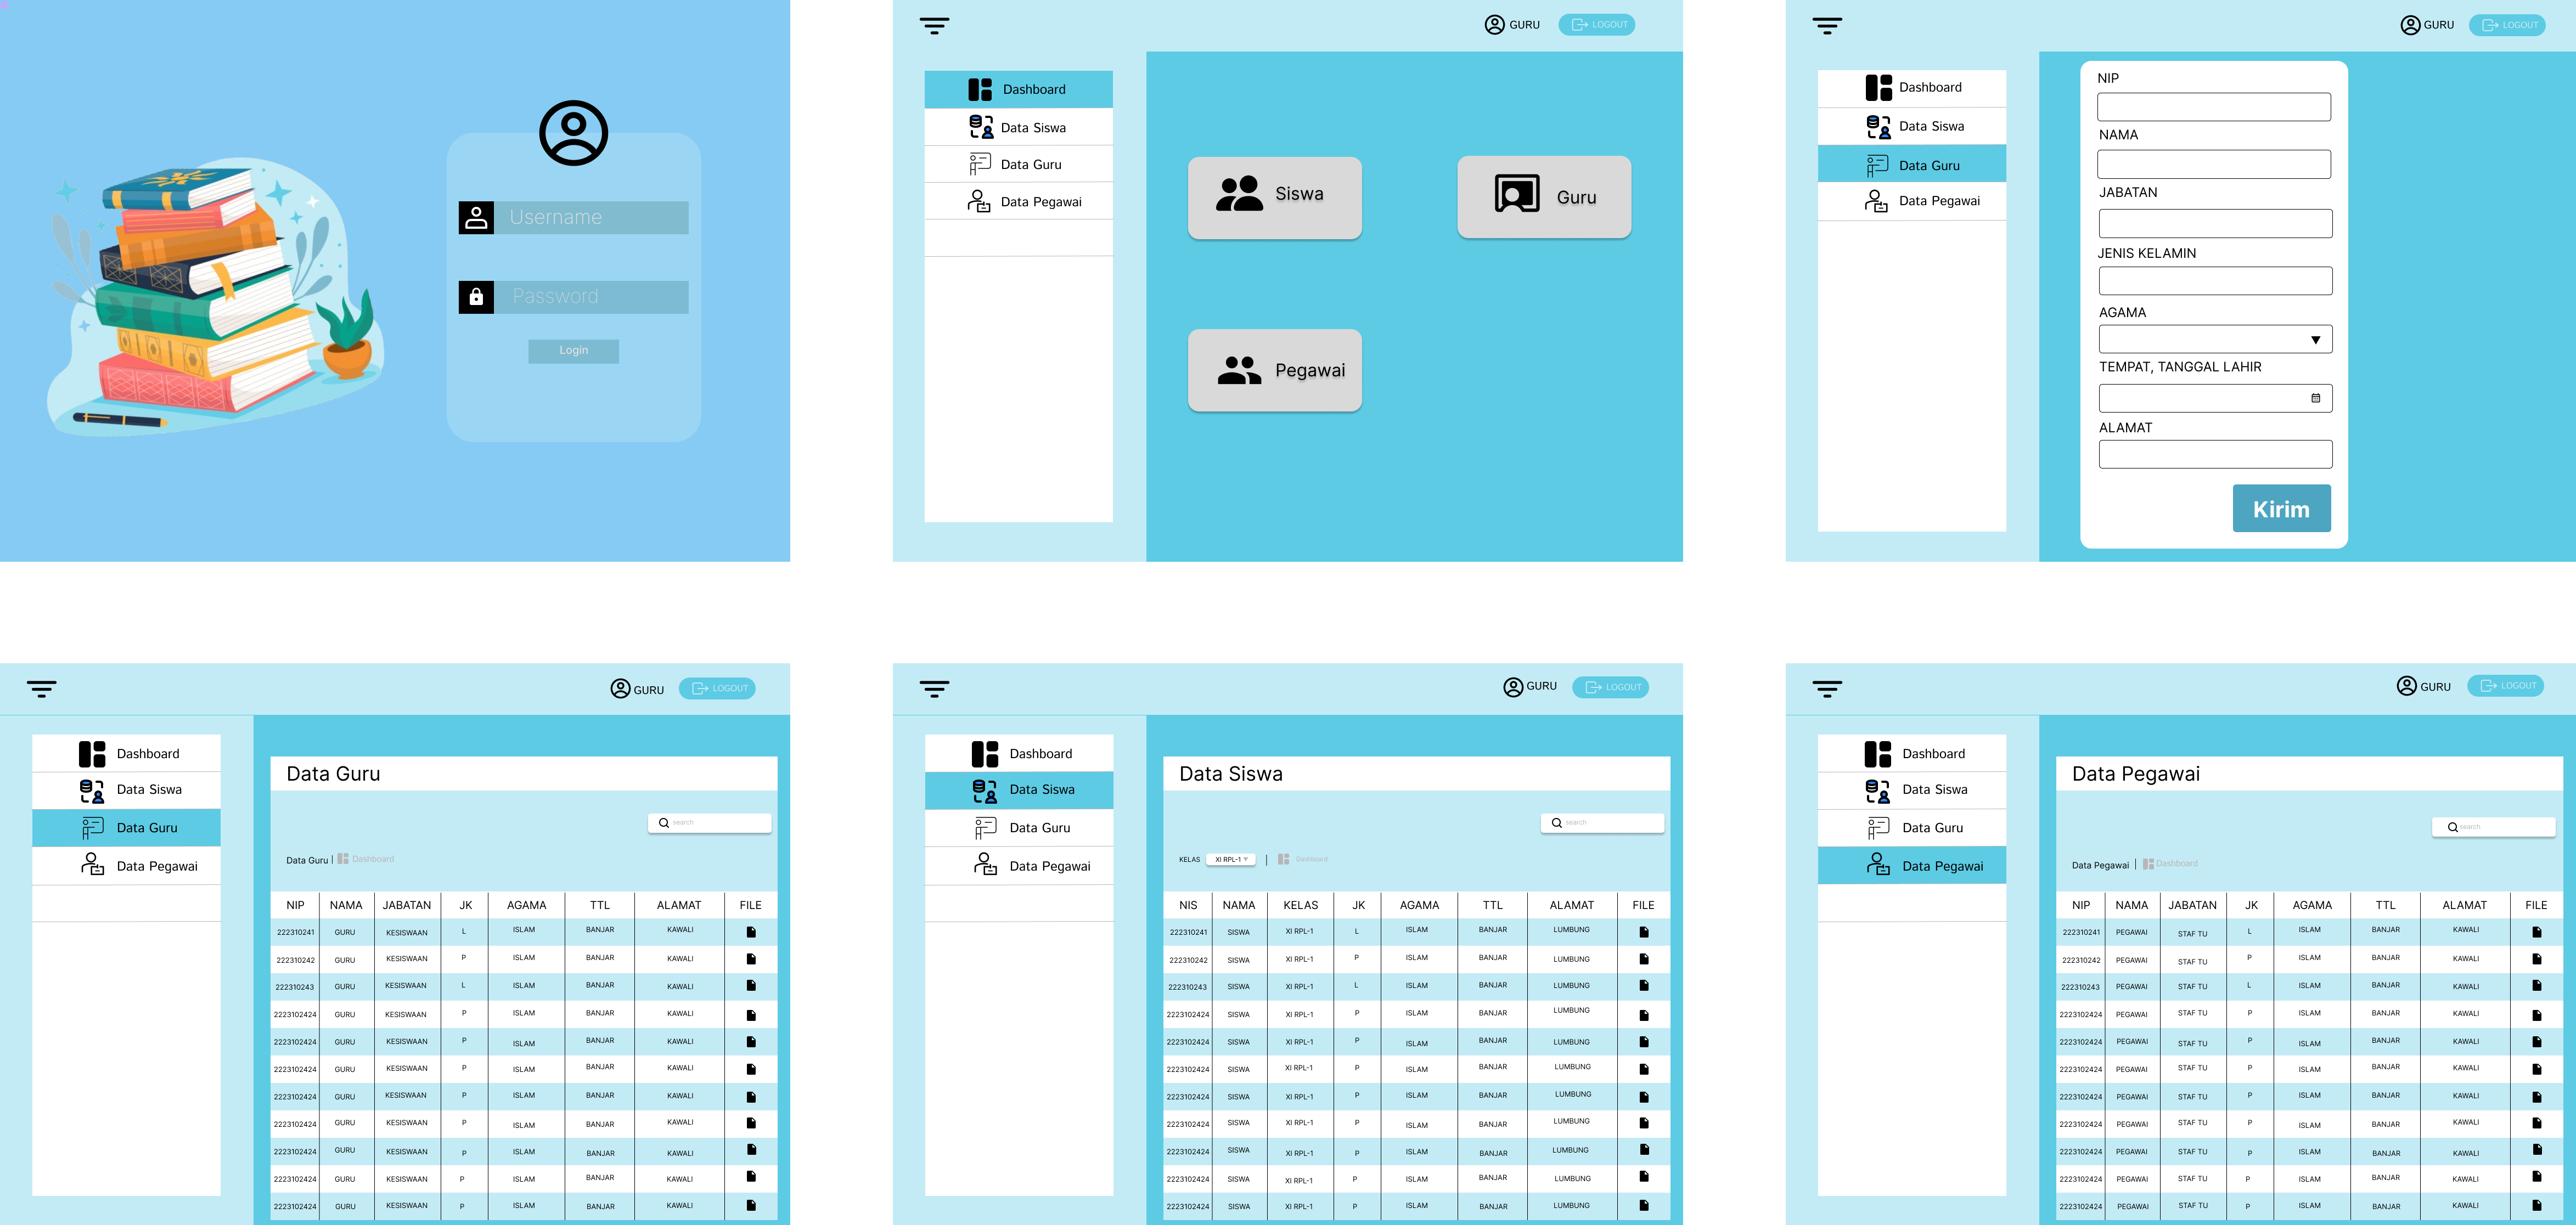 Username
Password
Login
GURU LOGOUT
Dashboard
Data Siswa
Data Guru
Data Pegawai
Siswa
Guru
Pegawai
GURU LOGOUT
Dashboard
Data Siswa
Data Guru
Data Pegawai
NIP
NAMA
JABATAN
JENIS KELAMIN
AGAMA
TEMPAT, TANGGAL LAHIR
ALAMAT
Kirim
GURU LOGOUT
Dashboard
Data Siswa
Data Guru
Data Pegawai
Data Guru
search
Data Guru | Dashboard
NIP NAMA JABATAN JK AGAMA TTL ALAMAT FILE
222310241 GURU KESISWAAN L ISLAM BANJAR KAWALI
222310242 GURU KESISWAAN P ISLAM BANJAR KAWALI
222310243 GURU KESISWAAN L ISLAM BANJAR KAWALI
2223102424 GURU KESISWAAN P ISLAM BANJAR KAWALI
2223102424 GURU KESISWAAN P ISLAM BANJAR KAWALI
2223102424 GURU KESISWAAN P ISLAM BANJAR KAWALI
2223102424 GURU KESISWAAN P ISLAM BANJAR KAWALI
2223102424 GURU KESISWAAN P ISLAM BANJAR KAWALI
2223102424 GURU KESISWAAN P ISLAM BANJAR KAWALI
2223102424 GURU KESISWAAN P ISLAM BANJAR KAWALI
2223102424 GURU KESISWAAN P ISLAM BANJAR KAWALI
GURU LOGOUT
Dashboard
Data Siswa
Data Guru
Data Pegawai
Data Siswa
search
KELAS XI RPL-1 | Dashboard
NIS NAMA KELAS JK AGAMA TTL ALAMAT FILE
222310241 SISWA XI RPL-1 L ISLAM BANJAR LUMBUNG
222310242 SISWA XI RPL-1 P ISLAM BANJAR LUMBUNG
222310243 SISWA XI RPL-1 L ISLAM BANJAR LUMBUNG
2223102424 SISWA XI RPL-1 P ISLAM BANJAR LUMBUNG
2223102424 SISWA XI RPL-1 P ISLAM BANJAR LUMBUNG
2223102424 SISWA XI RPL-1 P ISLAM BANJAR LUMBUNG
2223102424 SISWA XI RPL-1 P ISLAM BANJAR LUMBUNG
2223102424 SISWA XI RPL-1 P ISLAM BANJAR LUMBUNG
2223102424 SISWA XI RPL-1 P ISLAM BANJAR LUMBUNG
2223102424 SISWA XI RPL-1 P ISLAM BANJAR LUMBUNG
2223102424 SISWA XI RPL-1 P ISLAM BANJAR LUMBUNG
GURU LOGOUT
Dashboard
Data Siswa
Data Guru
Data Pegawai
Data Pegawai
search
Data Pegawai | Dashboard
NIP NAMA JABATAN JK AGAMA TTL ALAMAT FILE
222310241 PEGAWAI STAF TU L ISLAM BANJAR KAWALI
222310242 PEGAWAI STAF TU P ISLAM BANJAR KAWALI
222310243 PEGAWAI STAF TU L ISLAM BANJAR KAWALI
2223102424 PEGAWAI STAF TU P ISLAM BANJAR KAWALI
2223102424 PEGAWAI STAF TU P ISLAM BANJAR KAWALI
2223102424 PEGAWAI STAF TU P ISLAM BANJAR KAWALI
2223102424 PEGAWAI STAF TU P ISLAM BANJAR KAWALI
2223102424 PEGAWAI STAF TU P ISLAM BANJAR KAWALI
2223102424 PEGAWAI STAF TU P ISLAM BANJAR KAWALI
2223102424 PEGAWAI STAF TU P ISLAM BANJAR KAWALI
2223102424 PEGAWAI STAF TU P ISLAM BANJAR KAWALI